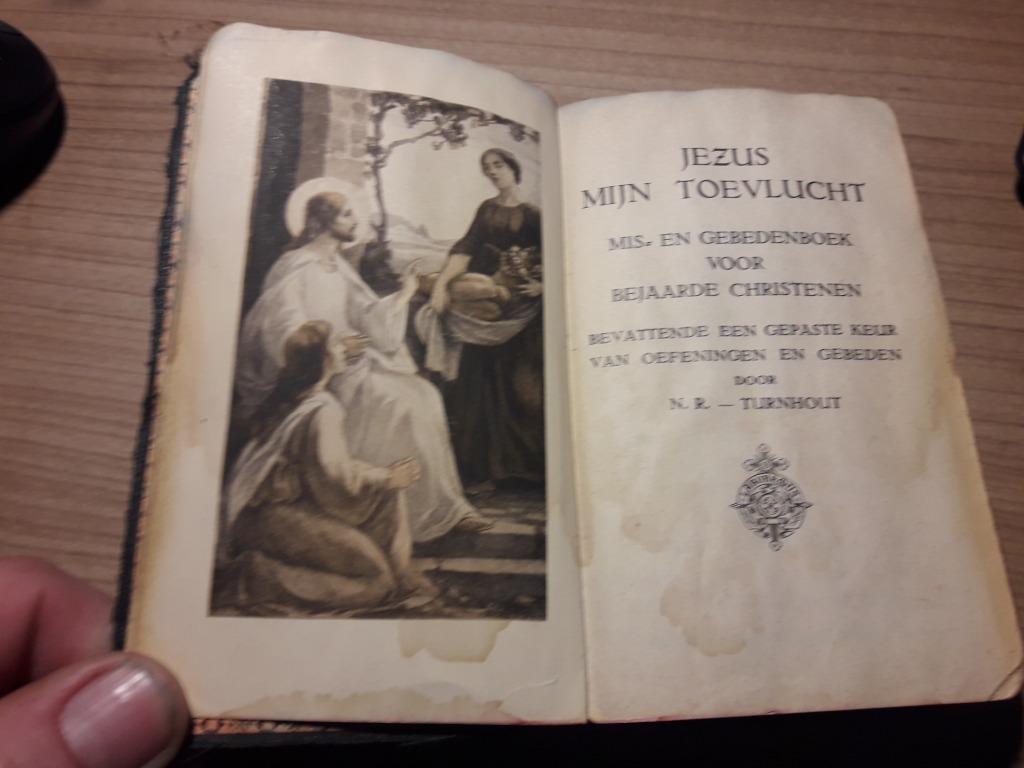 JEZUS
MIJN TOEVLUCHT
MIS- EN GEBEDENBOEK
VOOR
BEJAARDE CHRISTENEN
BEVATTENDE EEN GEPASTE KEUR
VAN OEFENINGEN EN GEBEDEN
DOOR
N. R. — TURNHOUT